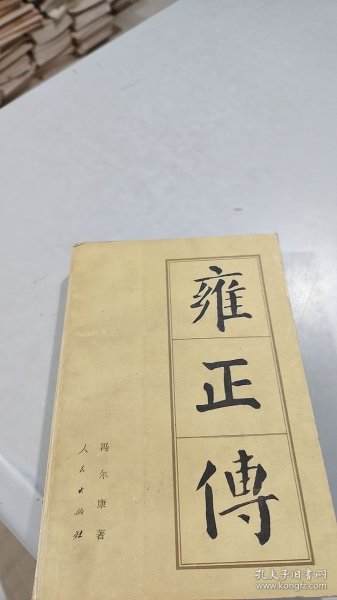 雍
正
傳
冯尔康著
人民出版社
孔夫子旧书网
www.kongfz.com